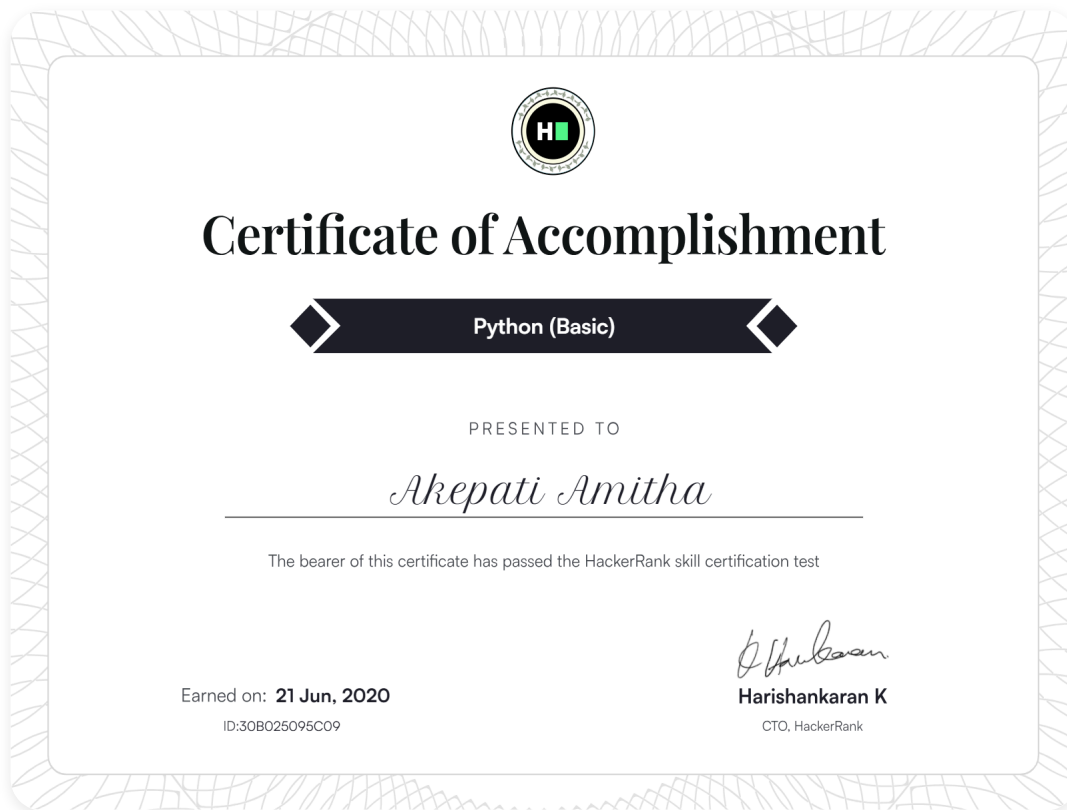 H
Certificate of Accomplishment
Python (Basic)
PRESENTED TO
Akepati Amitha
The bearer of this certificate has passed the HackerRank skill certification test
Earned on: 21 Jun, 2020
ID:30B025095C09
Harishankaran K
CTO, HackerRank